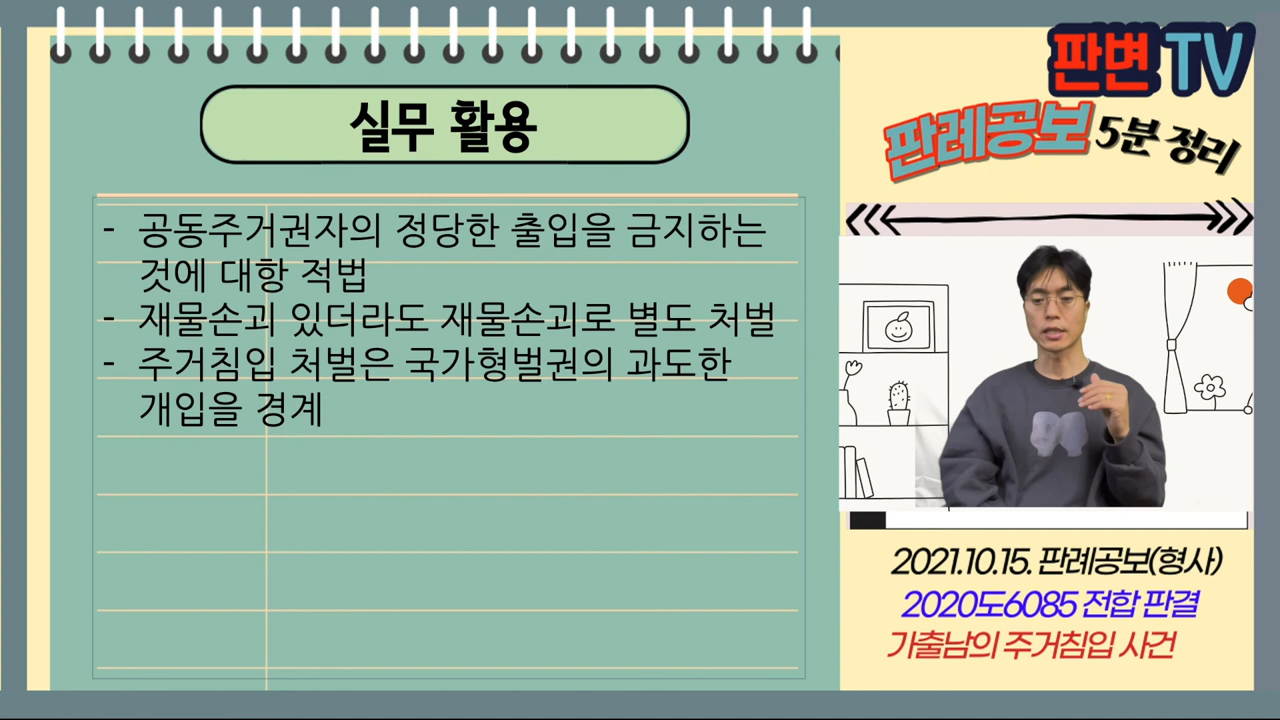 실무 활용
- 공동주거권자의 정당한 출입을 금지하는
것에 대항 적법
- 재물손괴 있더라도 재물손괴로 별도 처벌
- 주거침입 처벌은 국가형벌권의 과도한
개입을 경계
판변 TV
판례공보 5분 정리
2021.10.15. 판례공보(형사)
2020도6085 전합 판결
가출남의 주거침입 사건